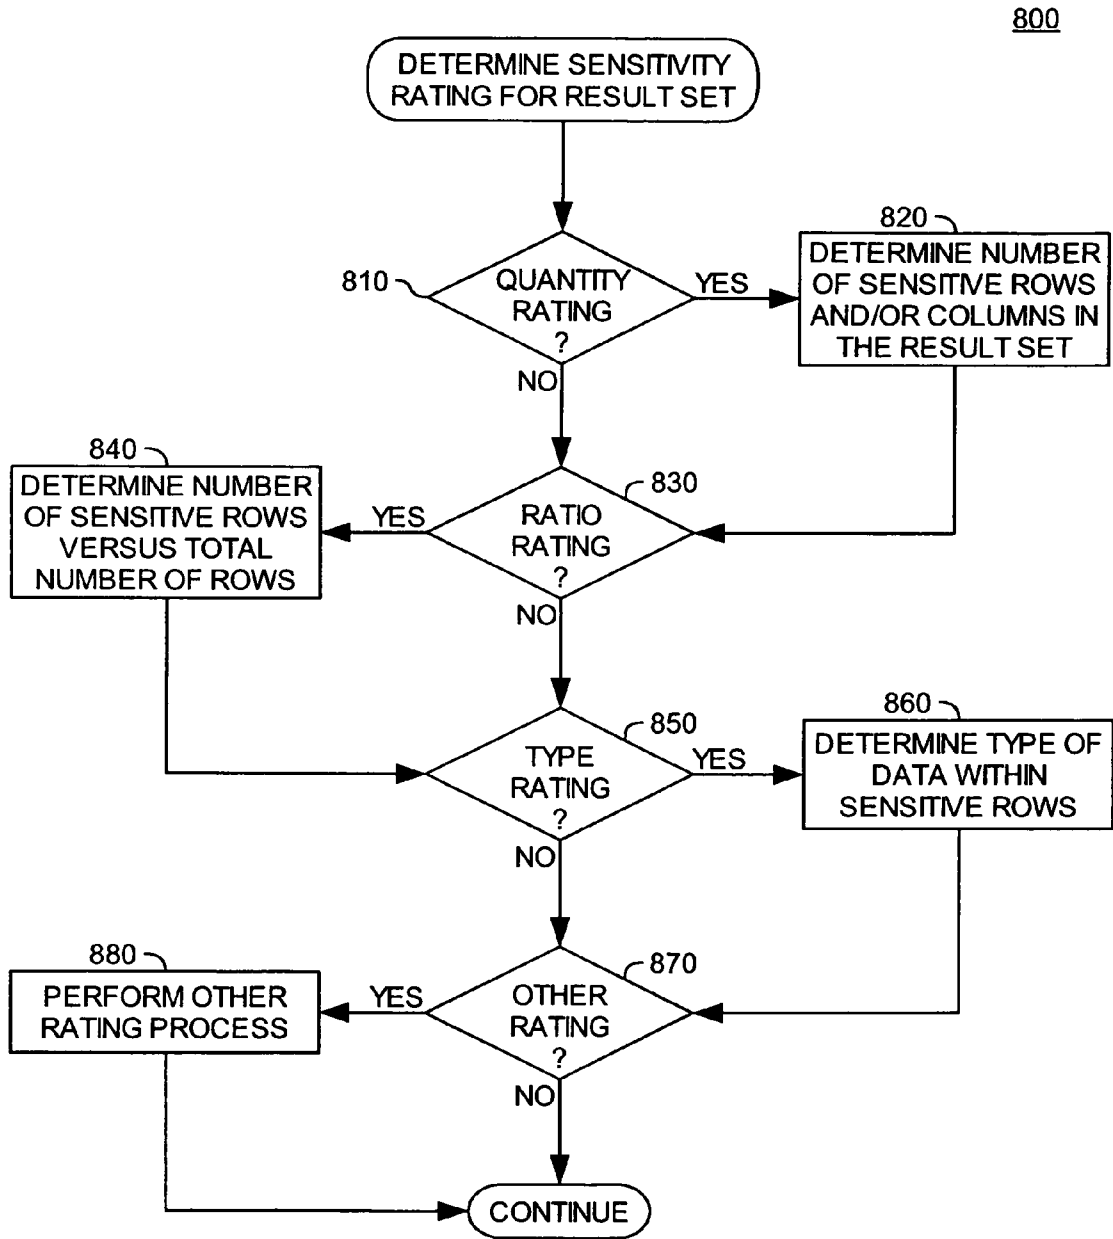 800
DETERMINE SENSITIVITY
RATING FOR RESULT SET
810
QUANTITY
RATING
?
YES
NO
820
DETERMINE NUMBER
OF SENSITIVE ROWS
AND/OR COLUMNS IN
THE RESULT SET
830
RATIO
RATING
?
YES
NO
840
DETERMINE NUMBER
OF SENSITIVE ROWS
VERSUS TOTAL
NUMBER OF ROWS
850
TYPE
RATING
?
YES
NO
860
DETERMINE TYPE OF
DATA WITHIN
SENSITIVE ROWS
870
OTHER
RATING
?
YES
NO
880
PERFORM OTHER
RATING PROCESS
CONTINUE